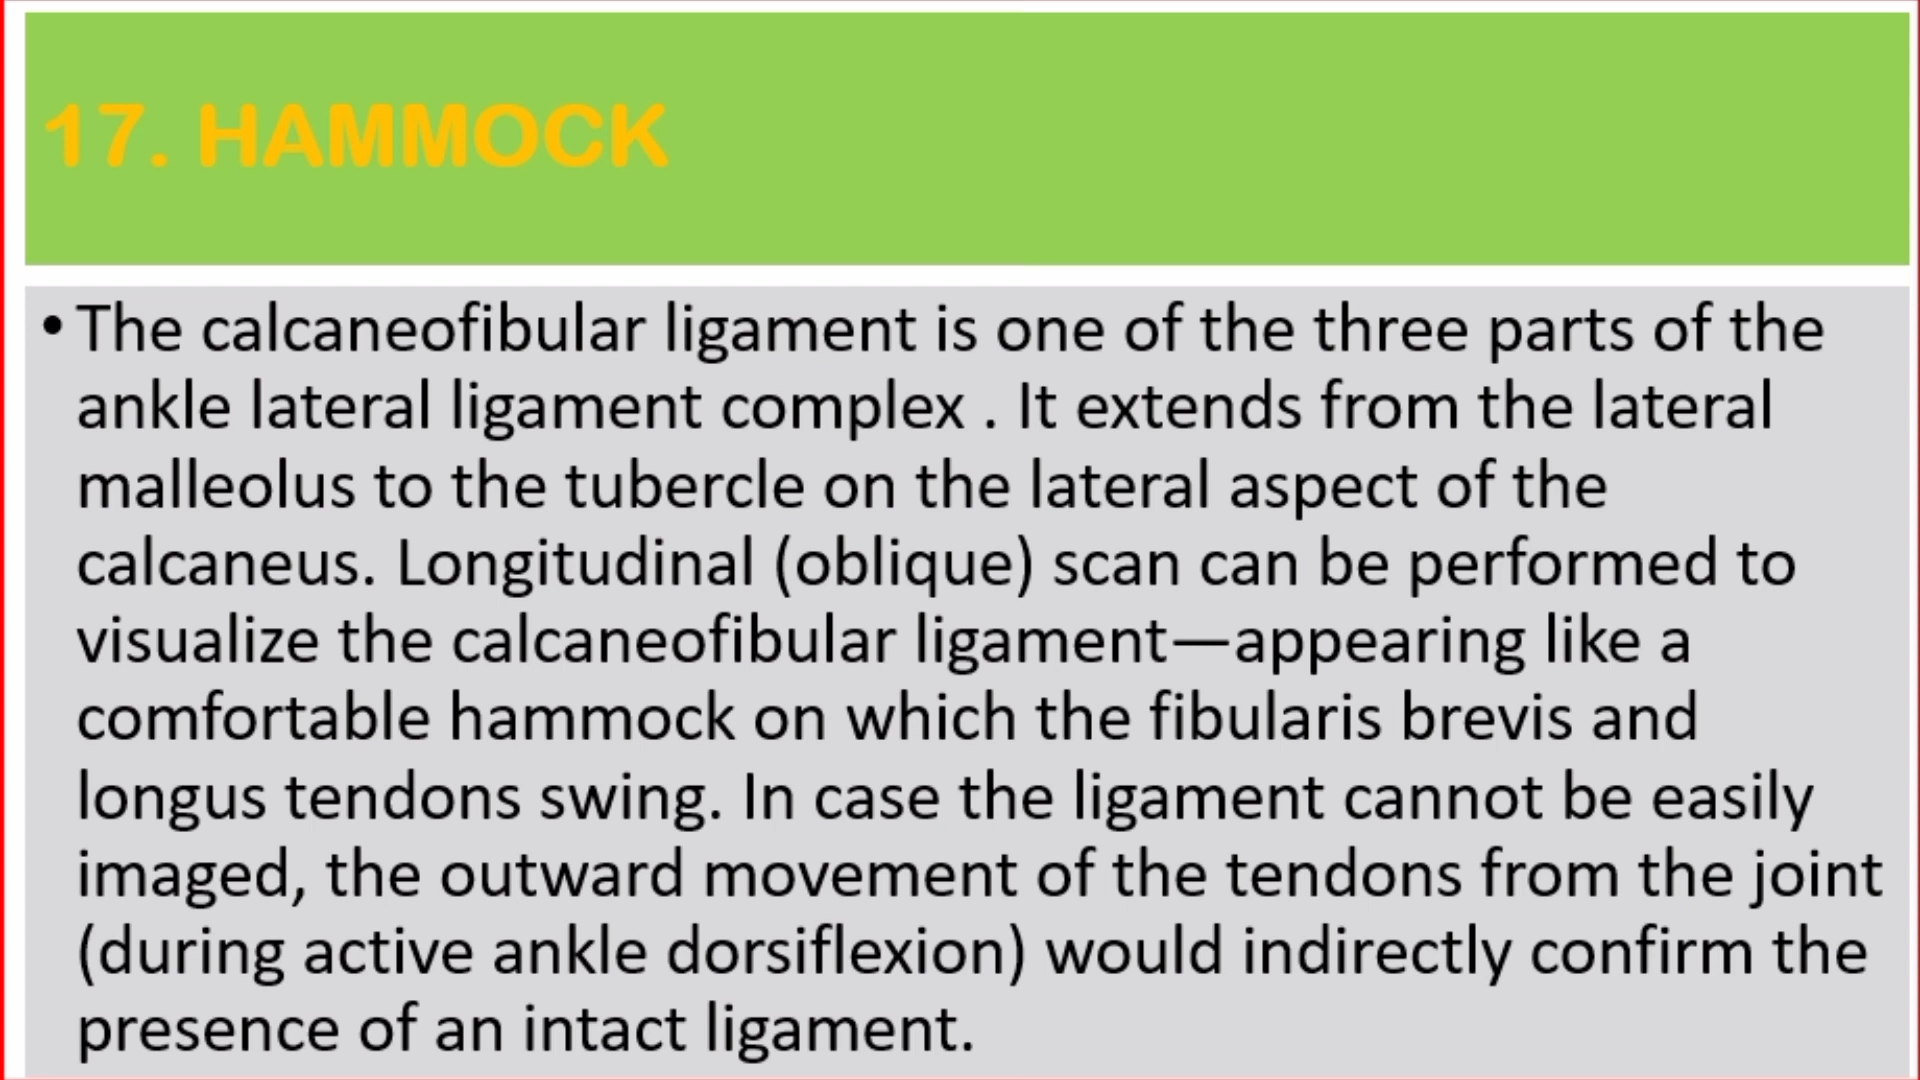 17. HAMMOCK
• The calcaneofibular ligament is one of the three parts of the
ankle lateral ligament complex . It extends from the lateral
malleolus to the tubercle on the lateral aspect of the
calcaneus. Longitudinal (oblique) scan can be performed to
visualize the calcaneofibular ligament—appearing like a
comfortable hammock on which the fibularis brevis and
longus tendons swing. In case the ligament cannot be easily
imaged, the outward movement of the tendons from the joint
(during active ankle dorsiflexion) would indirectly confirm the
presence of an intact ligament.